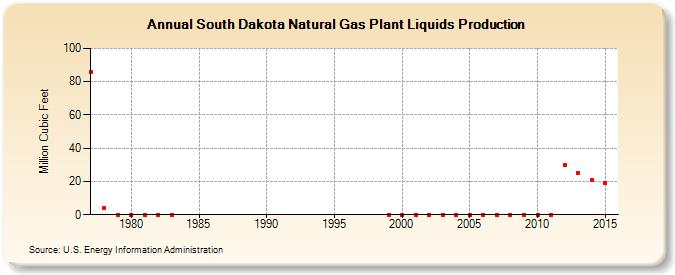 Annual South Dakota Natural Gas Plant Liquids Production
Million Cubic Feet
100
80
60
40
20
0
1980 1985 1990 1995 2000 2005 2010 2015
Source: U.S. Energy Information Administration